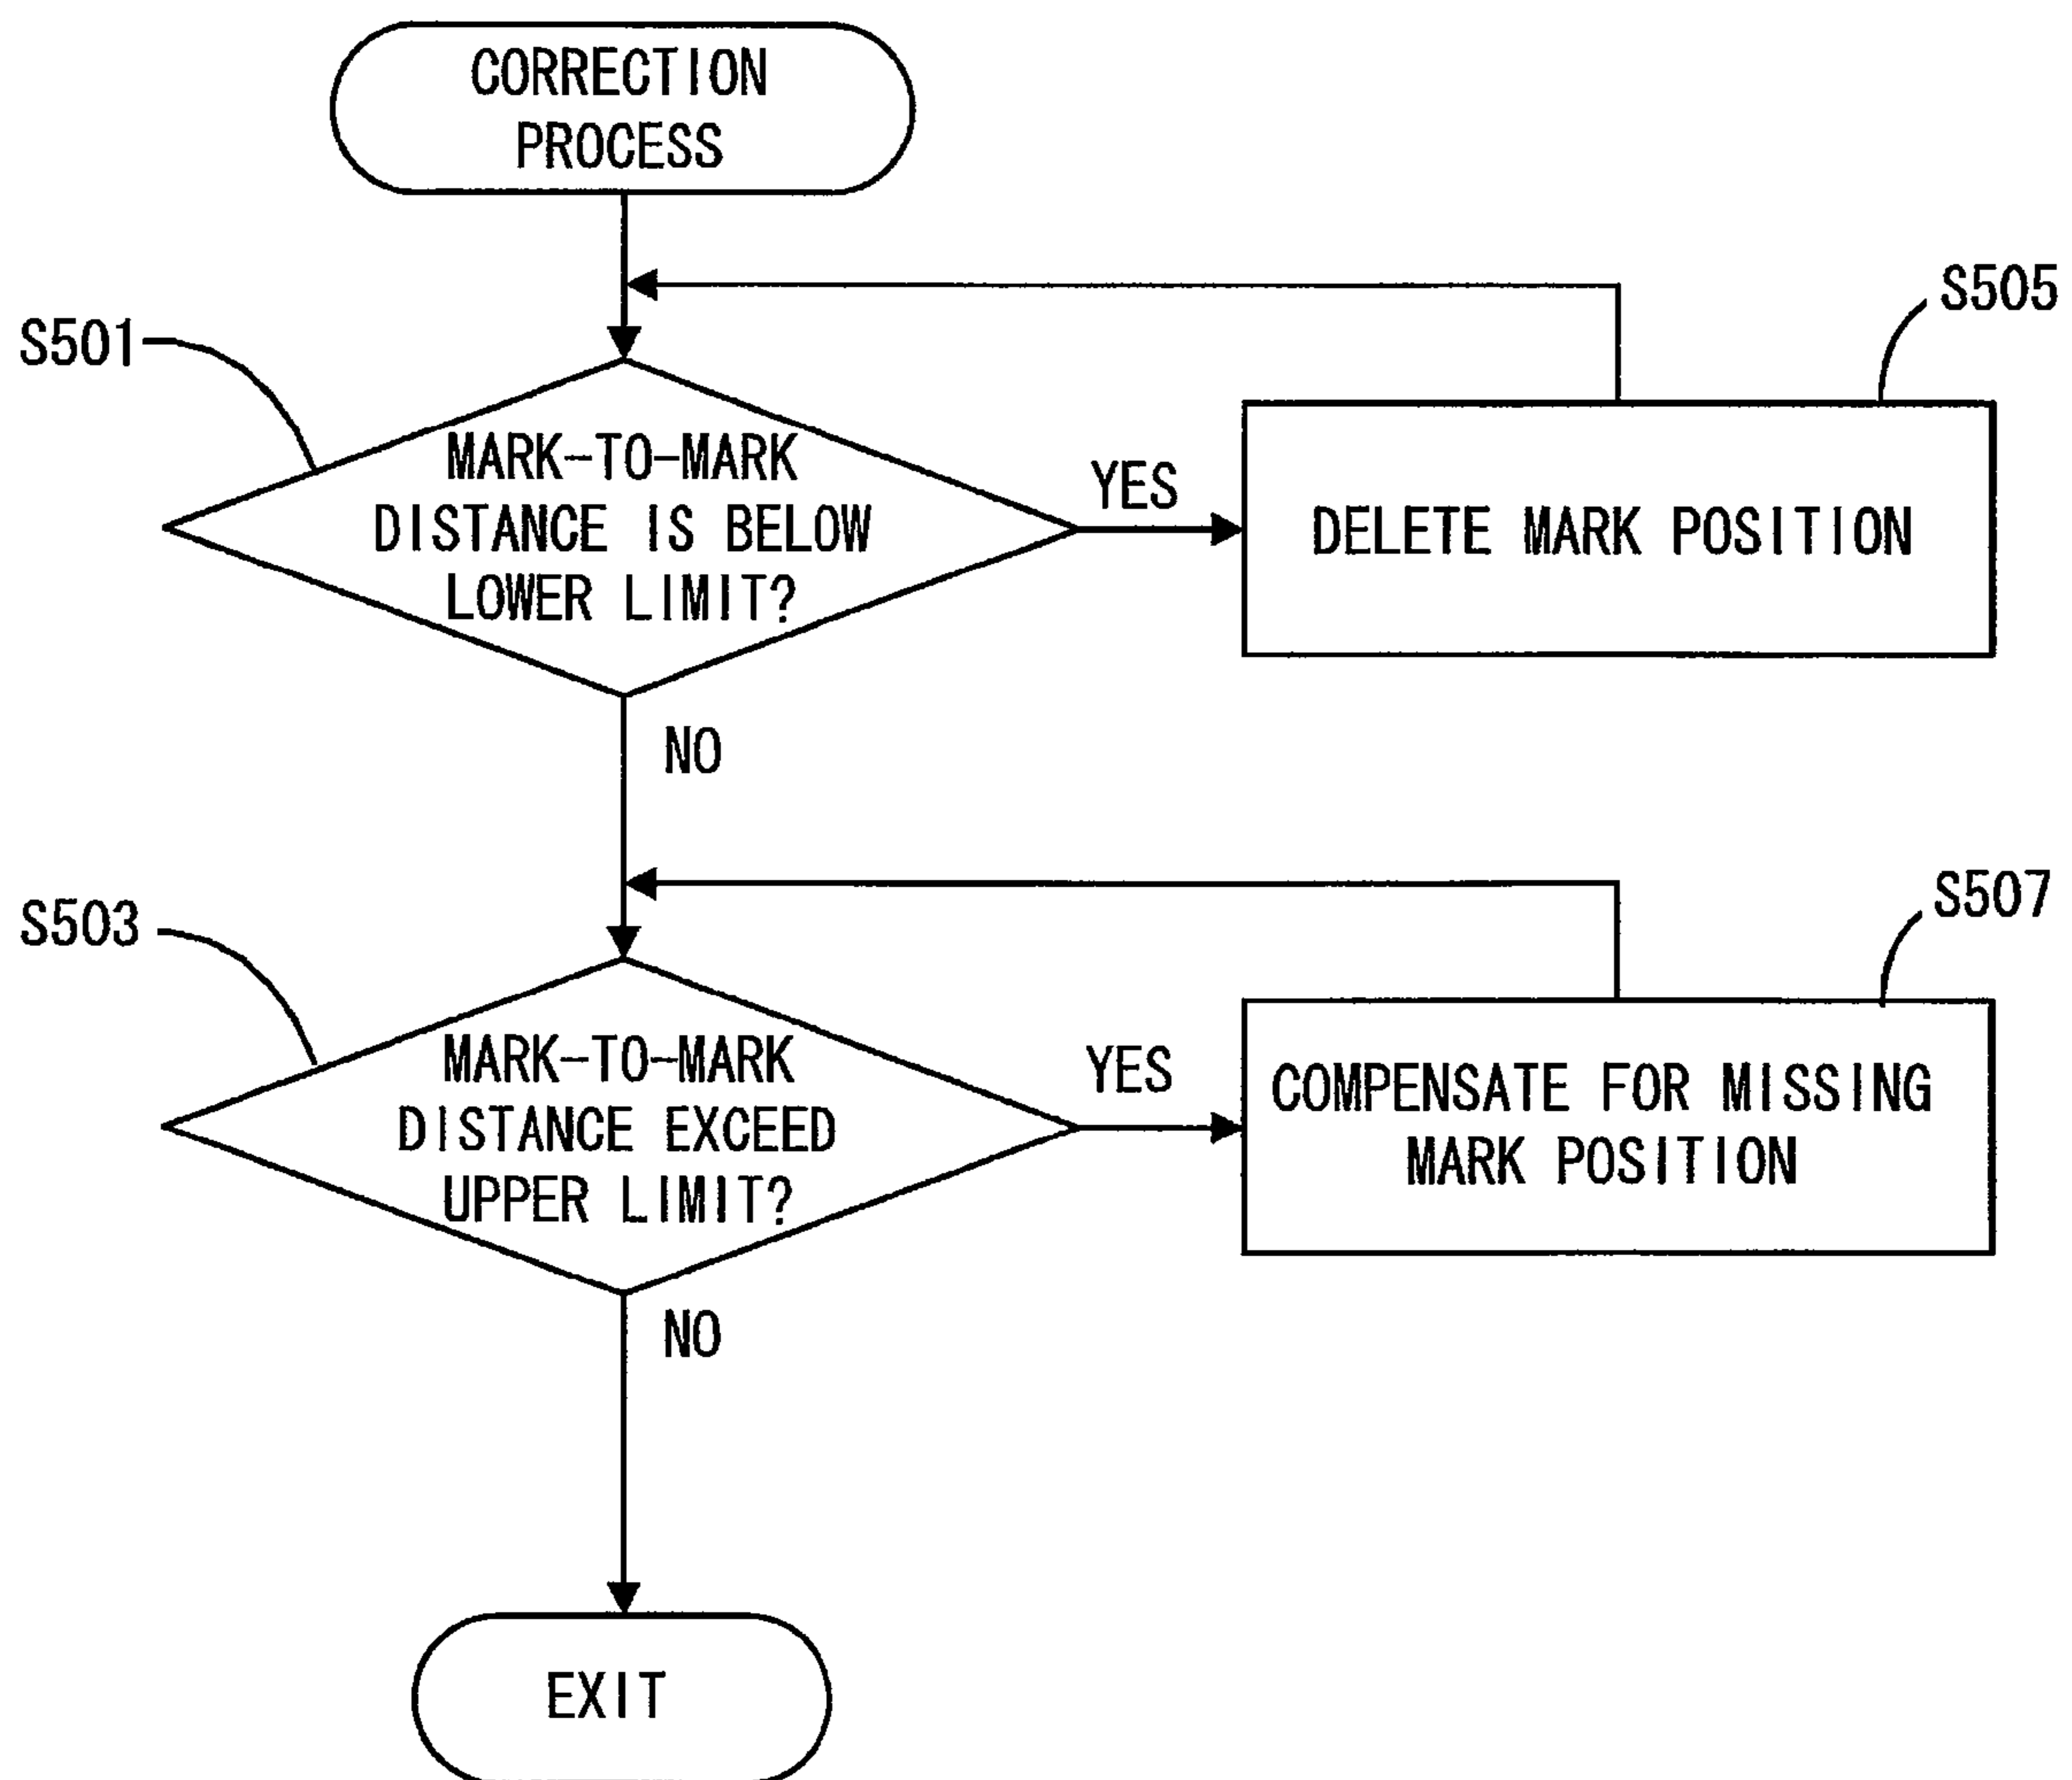 CORRECTION
PROCESS
S505
S501
MARK-TO-MARK
DISTANCE IS BELOW
LOWER LIMIT?
YES
DELETE MARK POSITION
NO
S507
S503
MARK-TO-MARK
DISTANCE EXCEED
UPPER LIMIT?
YES
COMPENSATE FOR MISSING
MARK POSITION
NO
EXIT